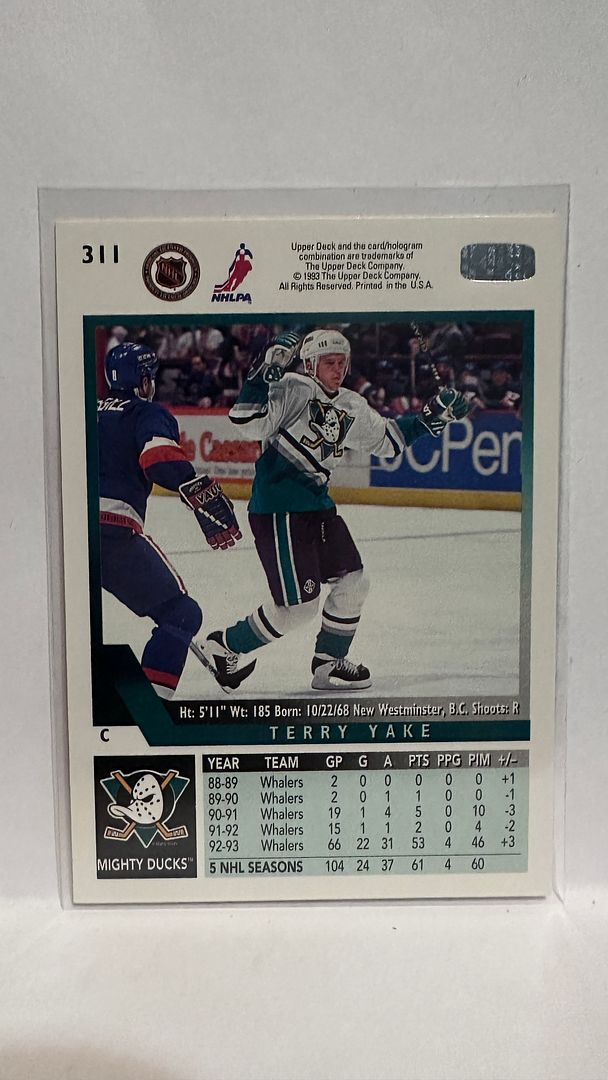 311
NHL
NHLPA
Upper Deck and the card/hologram
combination are trademarks of
The Upper Deck Company.
© 1993 The Upper Deck Company.
All Rights Reserved. Printed in the U.S.A.
Caesar
JCPen
Ht: 5'11" Wt: 185 Born: 10/22/68 New Westminster, B.C. Shoots: R
C
TERRY YAKE
YEAR TEAM GP G A PTS PPG PIM +/–
88-89 Whalers 2 0 0 0 0 0 +1
89-90 Whalers 2 0 1 1 0 0 -1
90-91 Whalers 19 1 4 5 0 10 -3
91-92 Whalers 15 1 1 2 0 4 -2
92-93 Whalers 66 22 31 53 4 46 +3
5 NHL SEASONS 104 24 37 61 4 60
MIGHTY DUCKS™